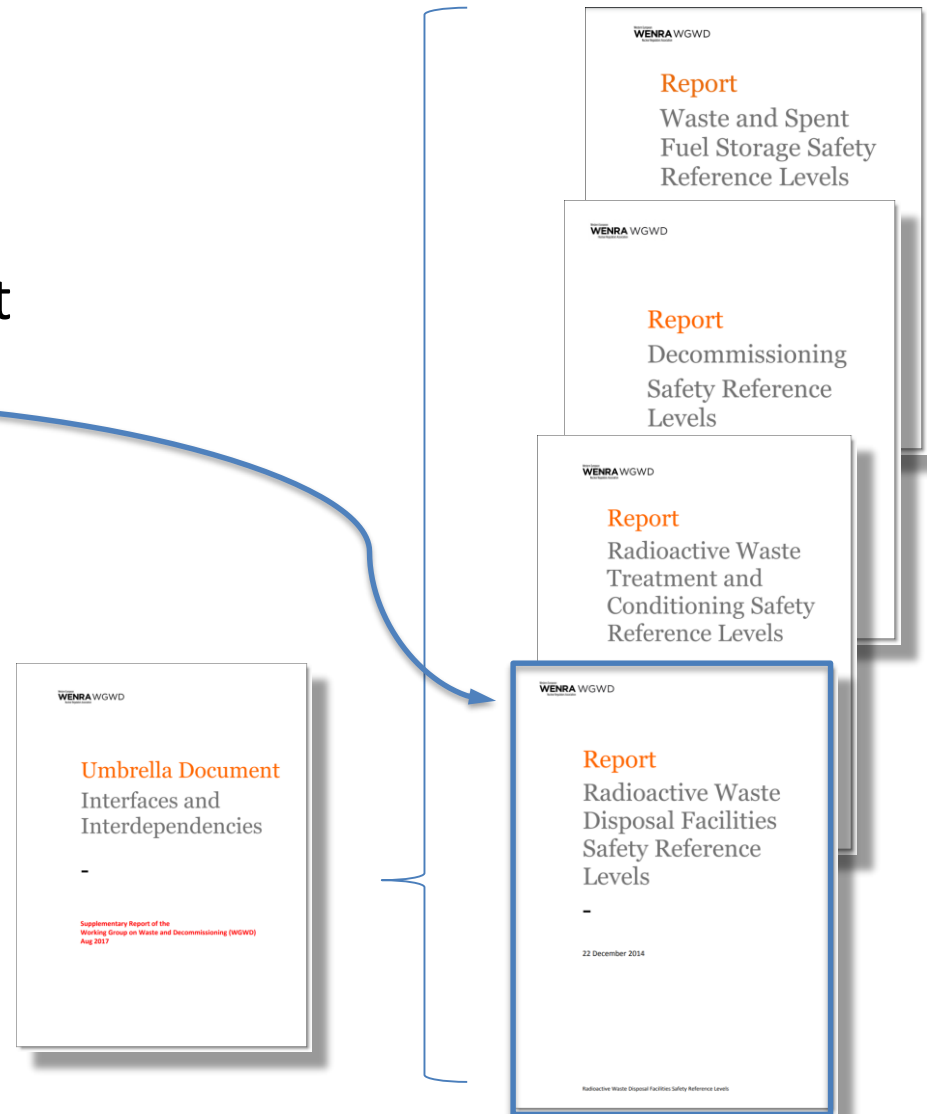 t
WENRA WGWD
Report
Waste and Spent
Fuel Storage Safety
Reference Levels
WENRA WGWD
Report
Decommissioning
Safety Reference
Levels
WENRA WGWD
Report
Radioactive Waste
Treatment and
Conditioning Safety
Reference Levels
WENRA WGWD
Report
Radioactive Waste
Disposal Facilities
Safety Reference
Levels
-
22 December 2014
Radioactive Waste Disposal Facilities Safety Reference Levels
WENRA WGWD
Umbrella Document
Interfaces and
Interdependencies
-
Supplementary Report of the
Working Group on Waste and Decommissioning (WGWD)
Aug 2017